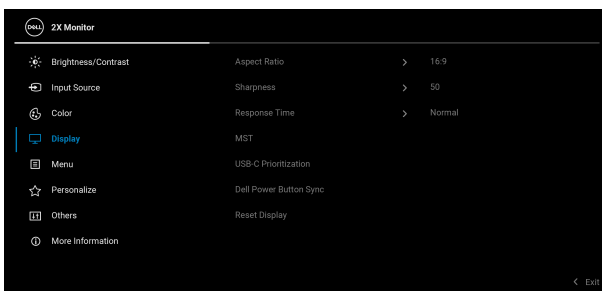 DELL 2X Monitor
Brightness/Contrast Aspect Ratio > 16:9
Input Source Sharpness > 50
Color Response Time > Normal
Display MST
Menu USB-C Prioritization
Personalize Dell Power Button Sync
Others Reset Display
More Information
< Exit